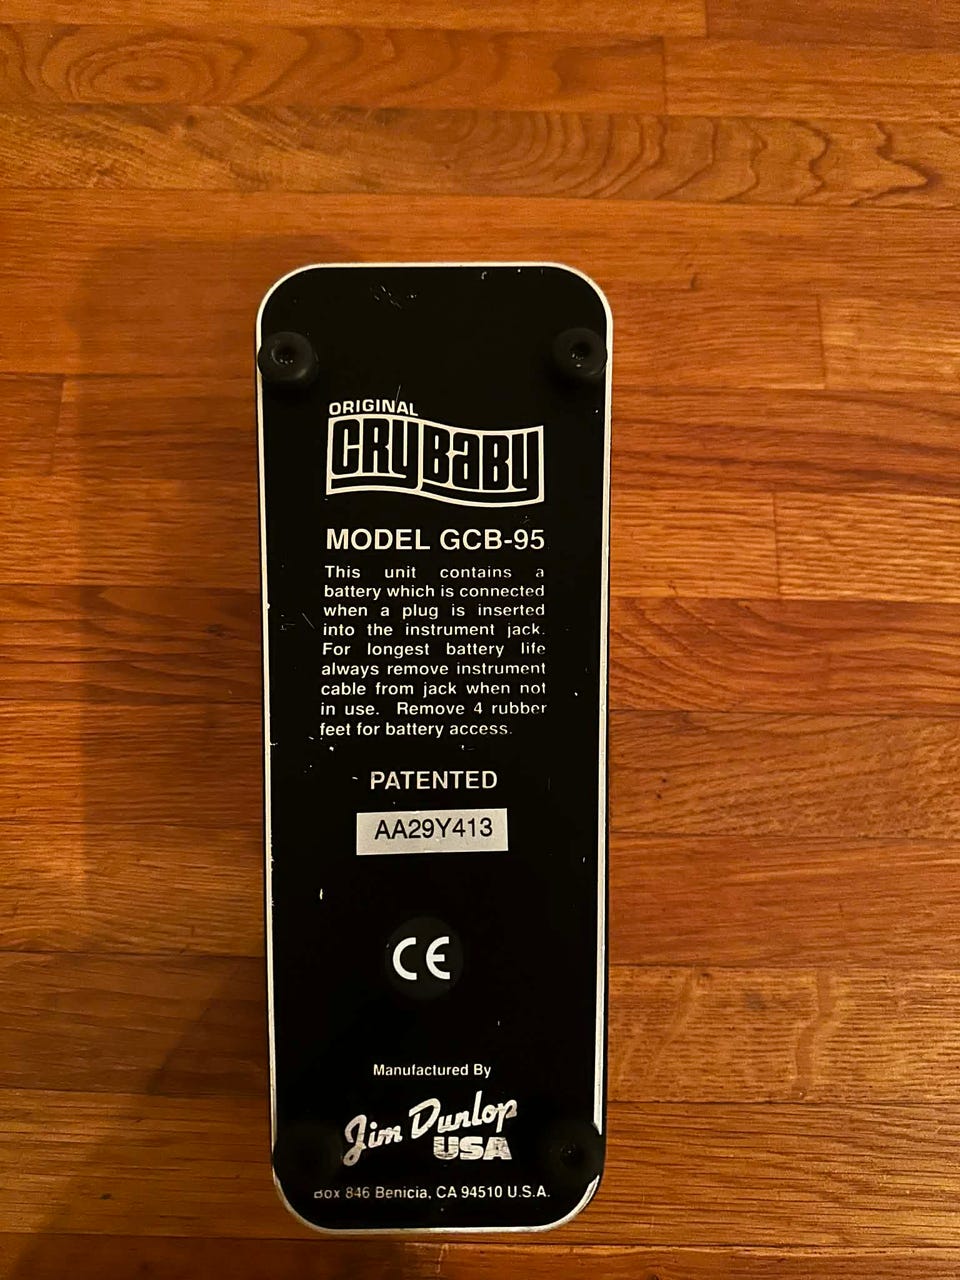 ORIGINAL
CRYBABY
MODEL GCB-95
This unit contains a
battery which is connected
when a plug is inserted
into the instrument jack.
For longest battery life
always remove instrument
cable from jack when not
in use. Remove 4 rubber
feet for battery access.
PATENTED
AA29Y413
CE
Manufactured By
Jim Dunlop
USA
Box 846 Benicia, CA 94510 U.S.A.